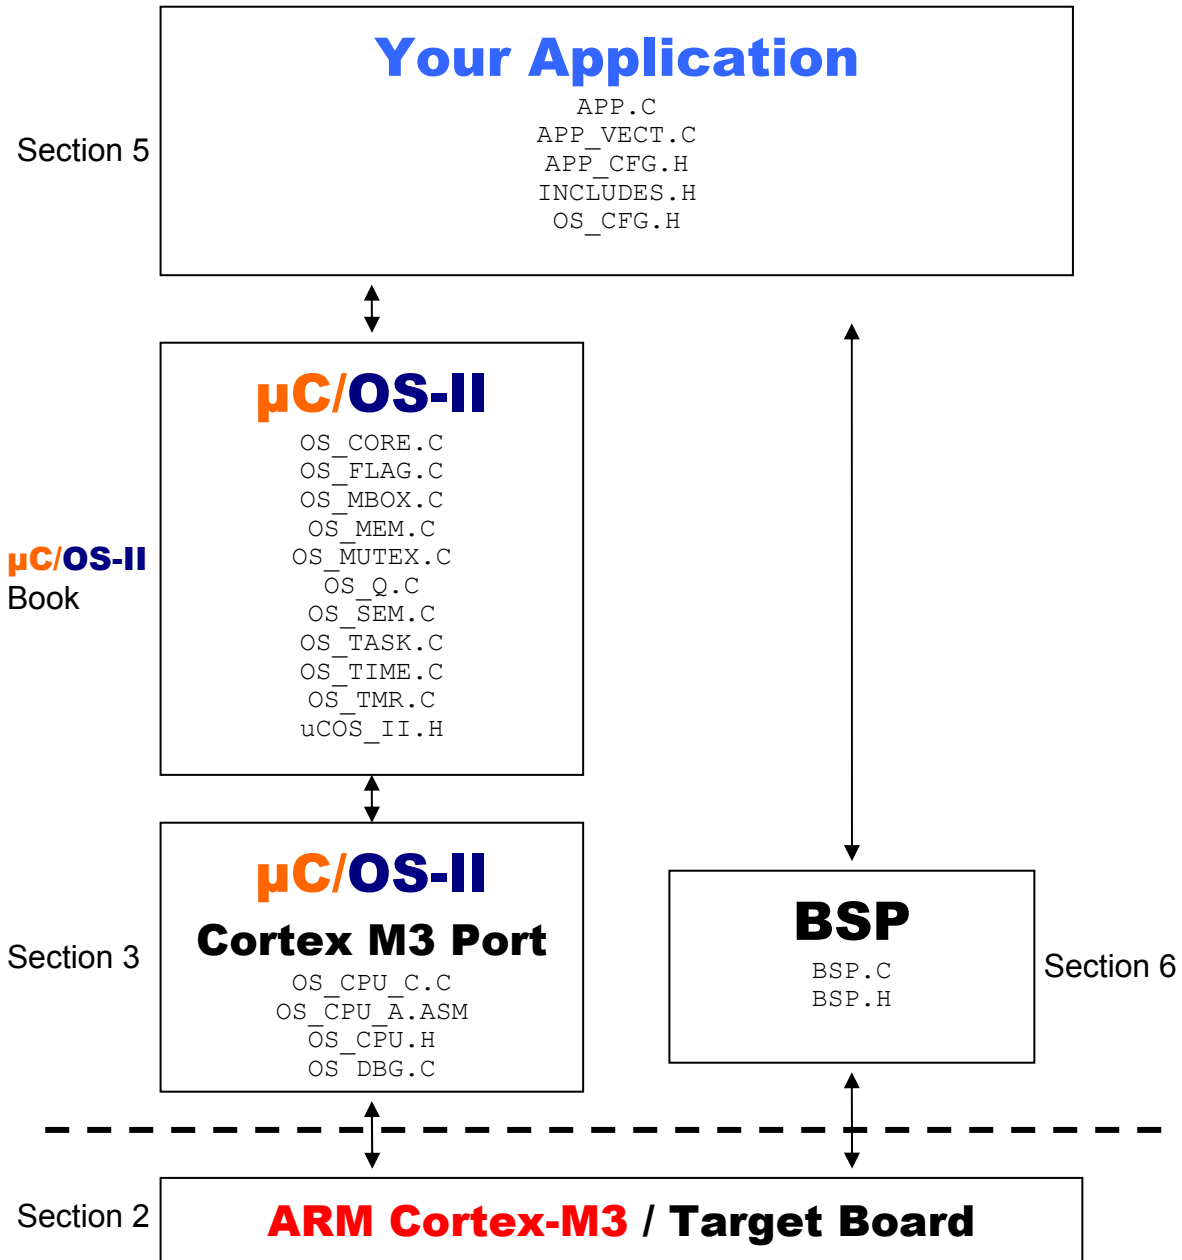 Your Application
APP.C
APP_VECT.C
APP_CFG.H
INCLUDES.H
OS_CFG.H
Section 5
µC/OS-II
OS_CORE.C
OS_FLAG.C
OS_MBOX.C
OS_MEM.C
OS_MUTEX.C
OS_Q.C
OS_SEM.C
OS_TASK.C
OS_TIME.C
OS_TMR.C
uCOS_II.H
µC/OS-II
Book
µC/OS-II
Cortex M3 Port
OS_CPU_C.C
OS_CPU_A.ASM
OS_CPU.H
OS_DBG.C
Section 3
BSP
BSP.C
BSP.H
Section 6
Section 2
ARM Cortex-M3 / Target Board